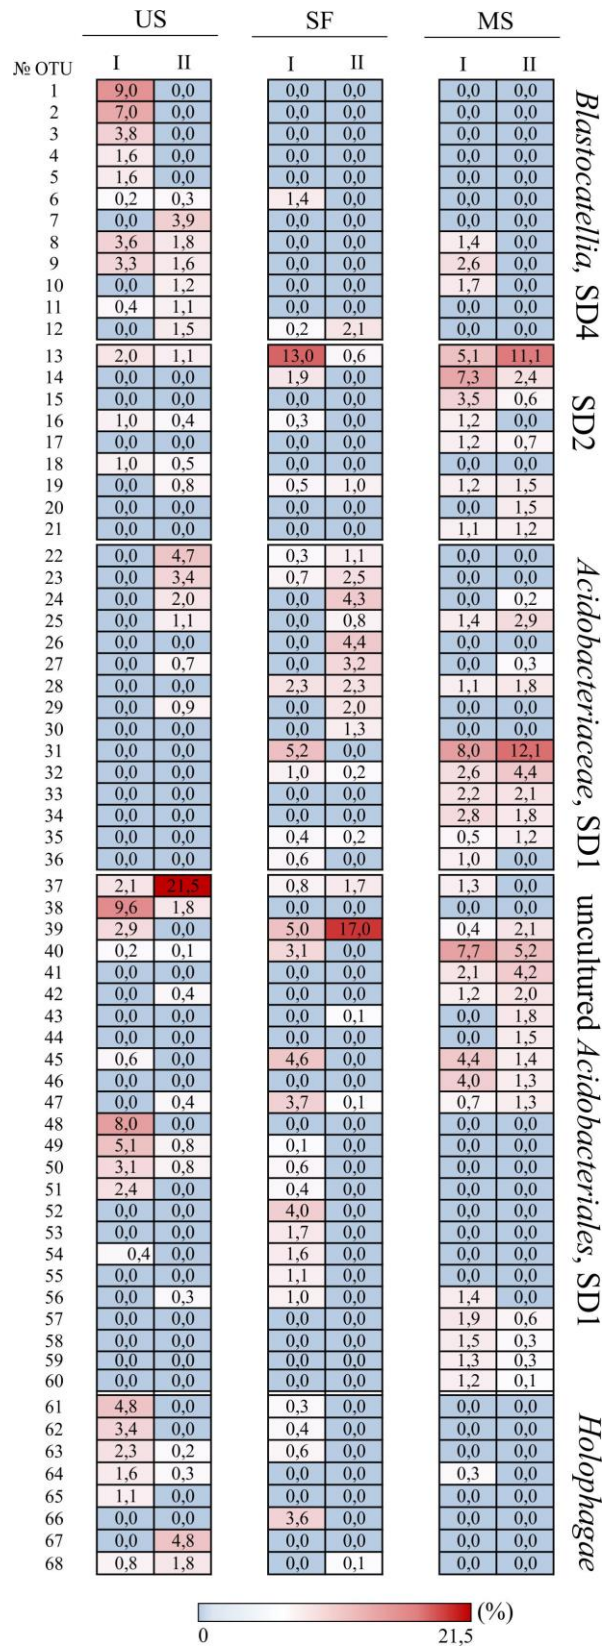 US SF MS
№ OTU I II I II I II
1 9,0 0,0 0,0 0,0 0,0 0,0
2 7,0 0,0 0,0 0,0 0,0 0,0
3 3,8 0,0 0,0 0,0 0,0 0,0
4 1,6 0,0 0,0 0,0 0,0 0,0
5 1,6 0,0 0,0 0,0 0,0 0,0
6 0,2 0,3 1,4 0,0 0,0 0,0
7 0,0 3,9 0,0 0,0 0,0 0,0
8 3,6 1,8 0,0 0,0 1,4 0,0
9 3,3 1,6 0,0 0,0 2,6 0,0
10 0,0 1,2 0,0 0,0 1,7 0,0
11 0,4 1,1 0,0 0,0 0,0 0,0
12 0,0 1,5 0,2 2,1 0,0 0,0
Blastocatellia, SD4
13 2,0 1,1 13,0 0,6 5,1 11,1
14 0,0 0,0 1,9 0,0 7,3 2,4
15 0,0 0,0 0,0 0,0 3,5 0,6
16 1,0 0,4 0,3 0,0 1,2 0,0
17 0,0 0,0 0,0 0,0 1,2 0,7
18 1,0 0,5 0,0 0,0 0,0 0,0
19 0,0 0,8 0,5 1,0 1,2 1,5
20 0,0 0,0 0,0 0,0 0,0 1,5
21 0,0 0,0 0,0 0,0 1,1 1,2
SD2
22 0,0 4,7 0,3 1,1 0,0 0,0
23 0,0 3,4 0,7 2,5 0,0 0,0
24 0,0 2,0 0,0 4,3 0,0 0,2
25 0,0 1,1 0,0 0,8 1,4 2,9
26 0,0 0,0 0,0 4,4 0,0 0,0
27 0,0 0,7 0,0 3,2 0,0 0,3
28 0,0 0,0 2,3 2,3 1,1 1,8
29 0,0 0,9 0,0 2,0 0,0 0,0
30 0,0 0,0 0,0 1,3 0,0 0,0
31 0,0 0,0 5,2 0,0 8,0 12,1
32 0,0 0,0 1,0 0,2 2,6 4,4
33 0,0 0,0 0,0 0,0 2,2 2,1
34 0,0 0,0 0,0 0,0 2,8 1,8
35 0,0 0,0 0,4 0,2 0,5 1,2
36 0,0 0,0 0,6 0,0 1,0 0,0
Acidobacteriaceae, SD1
37 2,1 21,5 0,8 1,7 1,3 0,0
38 9,6 1,8 0,0 0,0 0,0 0,0
39 2,9 0,0 5,0 17,0 0,4 2,1
40 0,2 0,1 3,1 0,0 7,7 5,2
41 0,0 0,0 0,0 0,0 2,1 4,2
42 0,0 0,4 0,0 0,0 1,2 2,0
43 0,0 0,0 0,0 0,1 0,0 1,8
44 0,0 0,0 0,0 0,0 0,0 1,5
45 0,6 0,0 4,6 0,0 4,4 1,4
46 0,0 0,0 0,0 0,0 4,0 1,3
47 0,0 0,4 3,7 0,1 0,7 1,3
48 8,0 0,0 0,0 0,0 0,0 0,0
49 5,1 0,8 0,1 0,0 0,0 0,0
50 3,1 0,8 0,6 0,0 0,0 0,0
51 2,4 0,0 0,4 0,0 0,0 0,0
52 0,0 0,0 4,0 0,0 0,0 0,0
53 0,0 0,0 1,7 0,0 0,0 0,0
54 0,4 0,0 1,6 0,0 0,0 0,0
55 0,0 0,0 1,1 0,0 0,0 0,0
56 0,0 0,3 1,0 0,0 1,4 0,0
57 0,0 0,0 0,0 0,0 1,9 0,6
58 0,0 0,0 0,0 0,0 1,5 0,3
59 0,0 0,0 0,0 0,0 1,3 0,3
60 0,0 0,0 0,0 0,0 1,2 0,1
uncultured Acidobacteriales, SD1
61 4,8 0,0 0,3 0,0 0,0 0,0
62 3,4 0,0 0,4 0,0 0,0 0,0
63 2,3 0,2 0,6 0,0 0,0 0,0
64 1,6 0,3 0,0 0,0 0,3 0,0
65 1,1 0,0 0,0 0,0 0,0 0,0
66 0,0 0,0 3,6 0,0 0,0 0,0
67 0,0 4,8 0,0 0,0 0,0 0,0
68 0,8 1,8 0,0 0,1 0,0 0,0
Holophagae
(%)
0 21,5